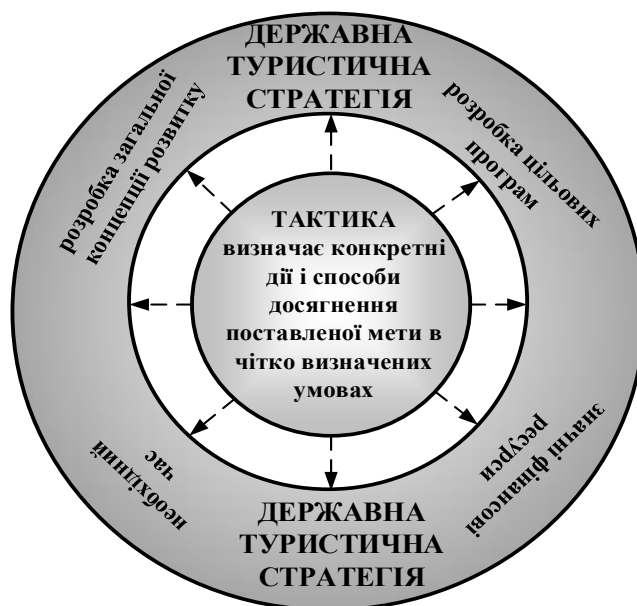 ДЕРЖАВНА
ТУРИСТИЧНА
СТРАТЕГІЯ
розробка загальної
концепції розвитку
розробка цільових
програм
ТАКТИКА
визначає конкретні
дії і способи
досягнення
поставленої мети в
чітко визначених
умовах
необхідний
час
значні фінансові
ресурси
ДЕРЖАВНА
ТУРИСТИЧНА
СТРАТЕГІЯ